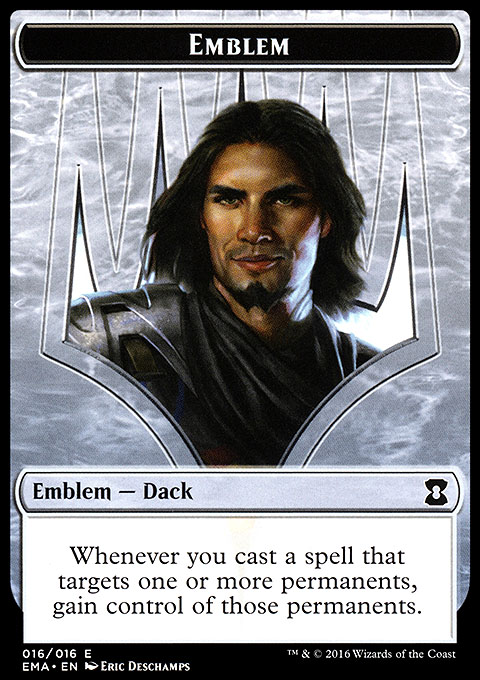 EMBLEM
Emblem — Dack
Whenever you cast a spell that
targets one or more permanents,
gain control of those permanents.
016/016 E
EMA • EN ERIC DESCHAMPS
™ & © 2016 Wizards of the Coast